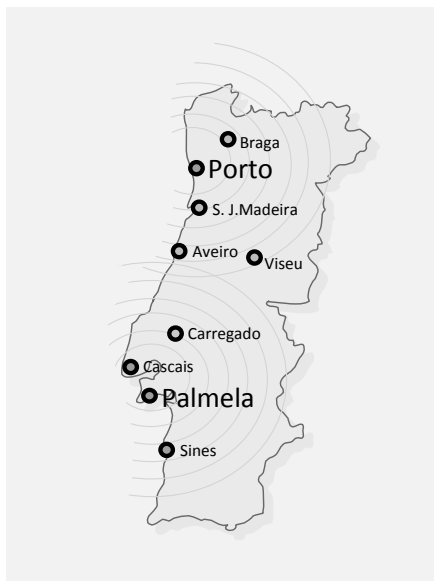 Braga
Porto
S. J.Madeira
Aveiro
Viseu
Carregado
Cascais
Palmela
Sines